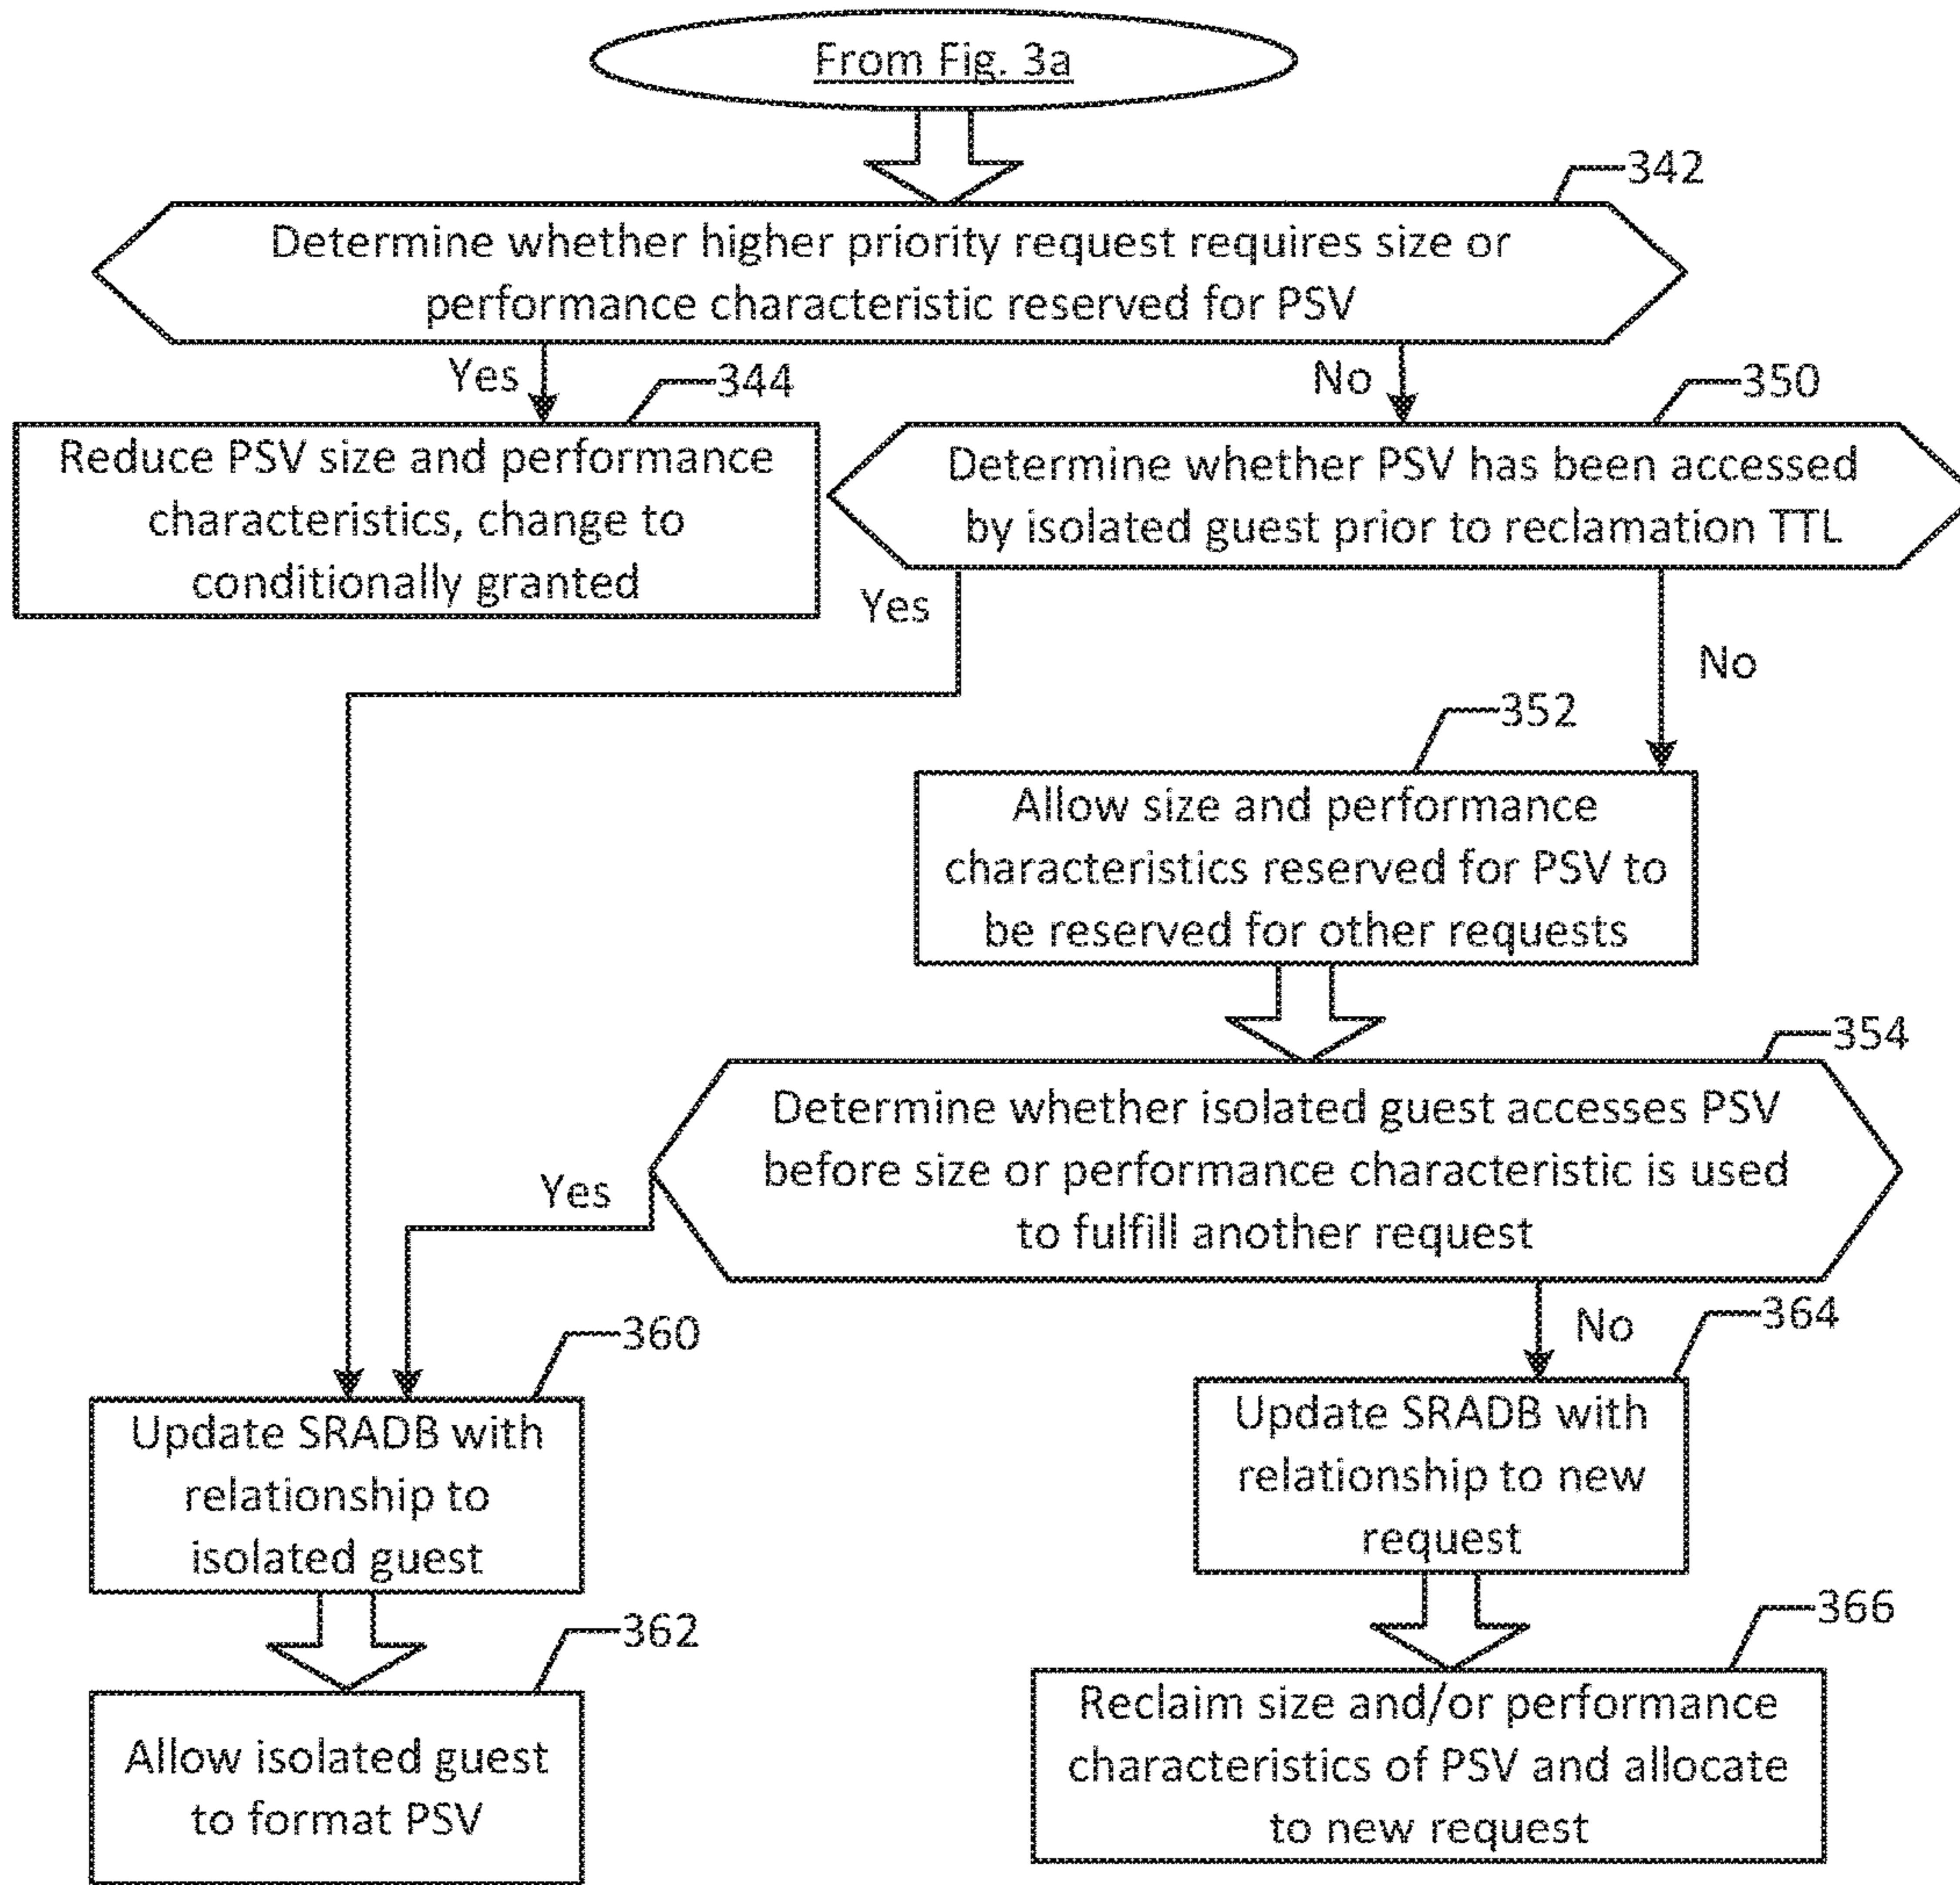 From Fig. 3a
342
Determine whether higher priority request requires size or
performance characteristic reserved for PSV
Yes
344
No
350
Reduce PSV size and performance
characteristics, change to
conditionally granted
Determine whether PSV has been accessed
by isolated guest prior to reclamation TTL
Yes
No
352
Allow size and performance
characteristics reserved for PSV to
be reserved for other requests
354
Determine whether isolated guest accesses PSV
before size or performance characteristic is used
to fulfill another request
Yes
No
360
Update SRADB with
relationship to
isolated guest
364
Update SRADB with
relationship to new
request
362
Allow isolated guest
to format PSV
366
Reclaim size and/or performance
characteristics of PSV and allocate
to new request